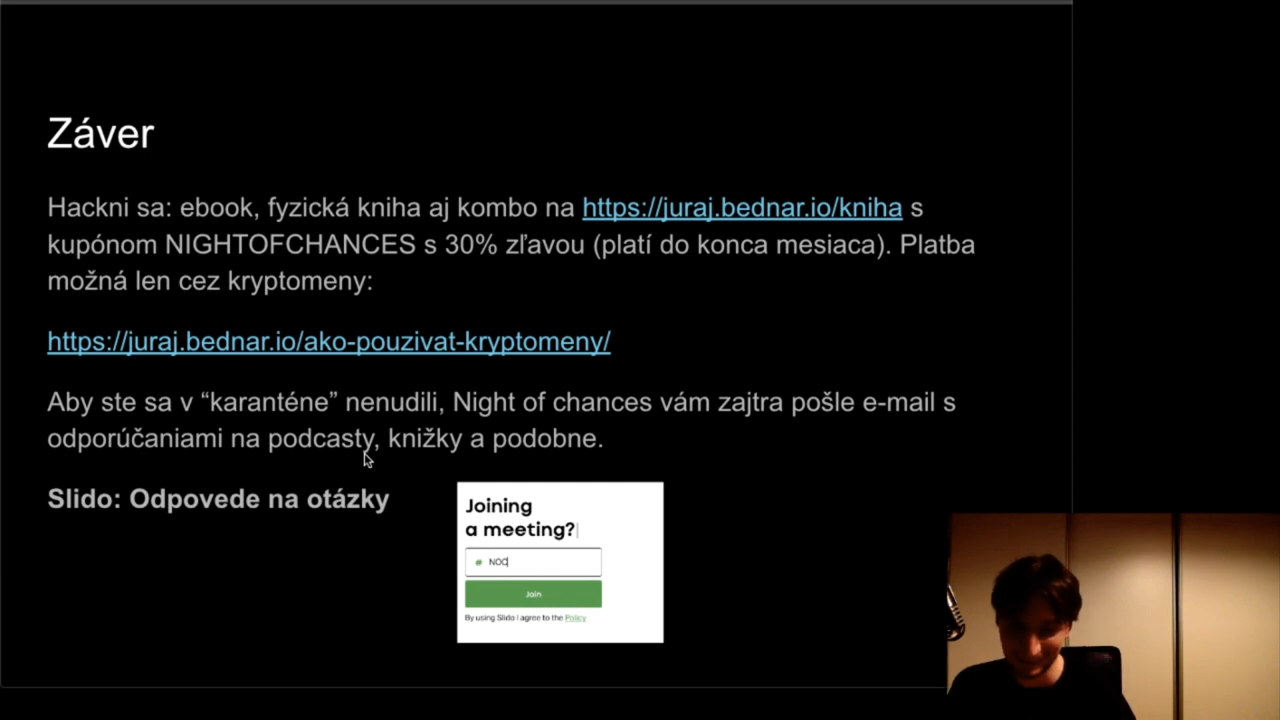 Záver
Hackni sa: ebook, fyzická kniha aj kombo na https://juraj.bednar.io/kniha s
kupónom NIGHTOFCHANCES s 30% zľavou (platí do konca mesiaca). Platba
možná len cez kryptomeny:
https://juraj.bednar.io/ako-pouzivat-kryptomeny/
Aby ste sa v “karanténe” nenudili, Night of chances vám zajtra pošle e-mail s
odporúčaniami na podcasty, knižky a podobne.
Slido: Odpovede na otázky
Joining
a meeting?
# NOC
Join
By using Slido I agree to the Policy